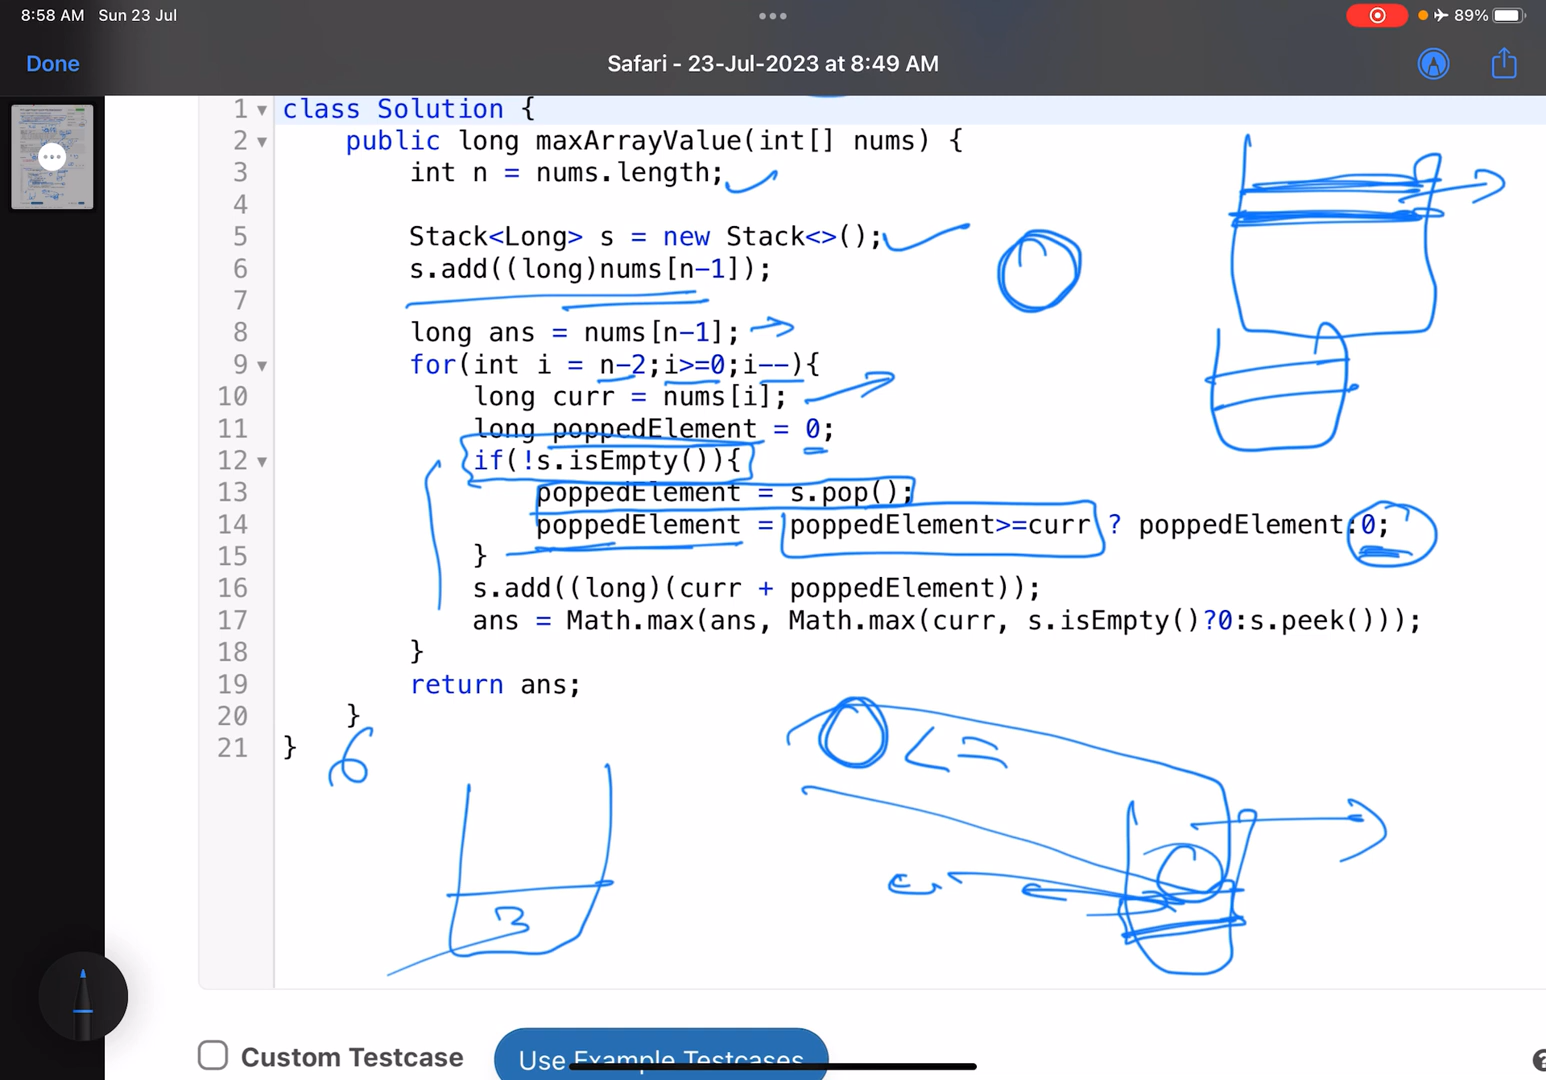 8:58 AM Sun 23 Jul
89%
Done
Safari - 23-Jul-2023 at 8:49 AM
1 class Solution {
2 public long maxArrayValue(int[] nums) {
3 int n = nums.length;
4
5 Stack<Long> s = new Stack<>();
6 s.add((long)nums[n-1]);
7
8 long ans = nums[n-1];
9 for(int i = n-2;i>=0;i--){
10 long curr = nums[i];
11 long poppedElement = 0;
12 if(!s.isEmpty()){
13 poppedElement = s.pop();
14 poppedElement = poppedElement>=curr ? poppedElement:0;
15 }
16 s.add((long)(curr + poppedElement));
17 ans = Math.max(ans, Math.max(curr, s.isEmpty()?0:s.peek()));
18 }
19 return ans;
20 }
21 }
6
<=
3
Custom Testcase
Use Example Testcases